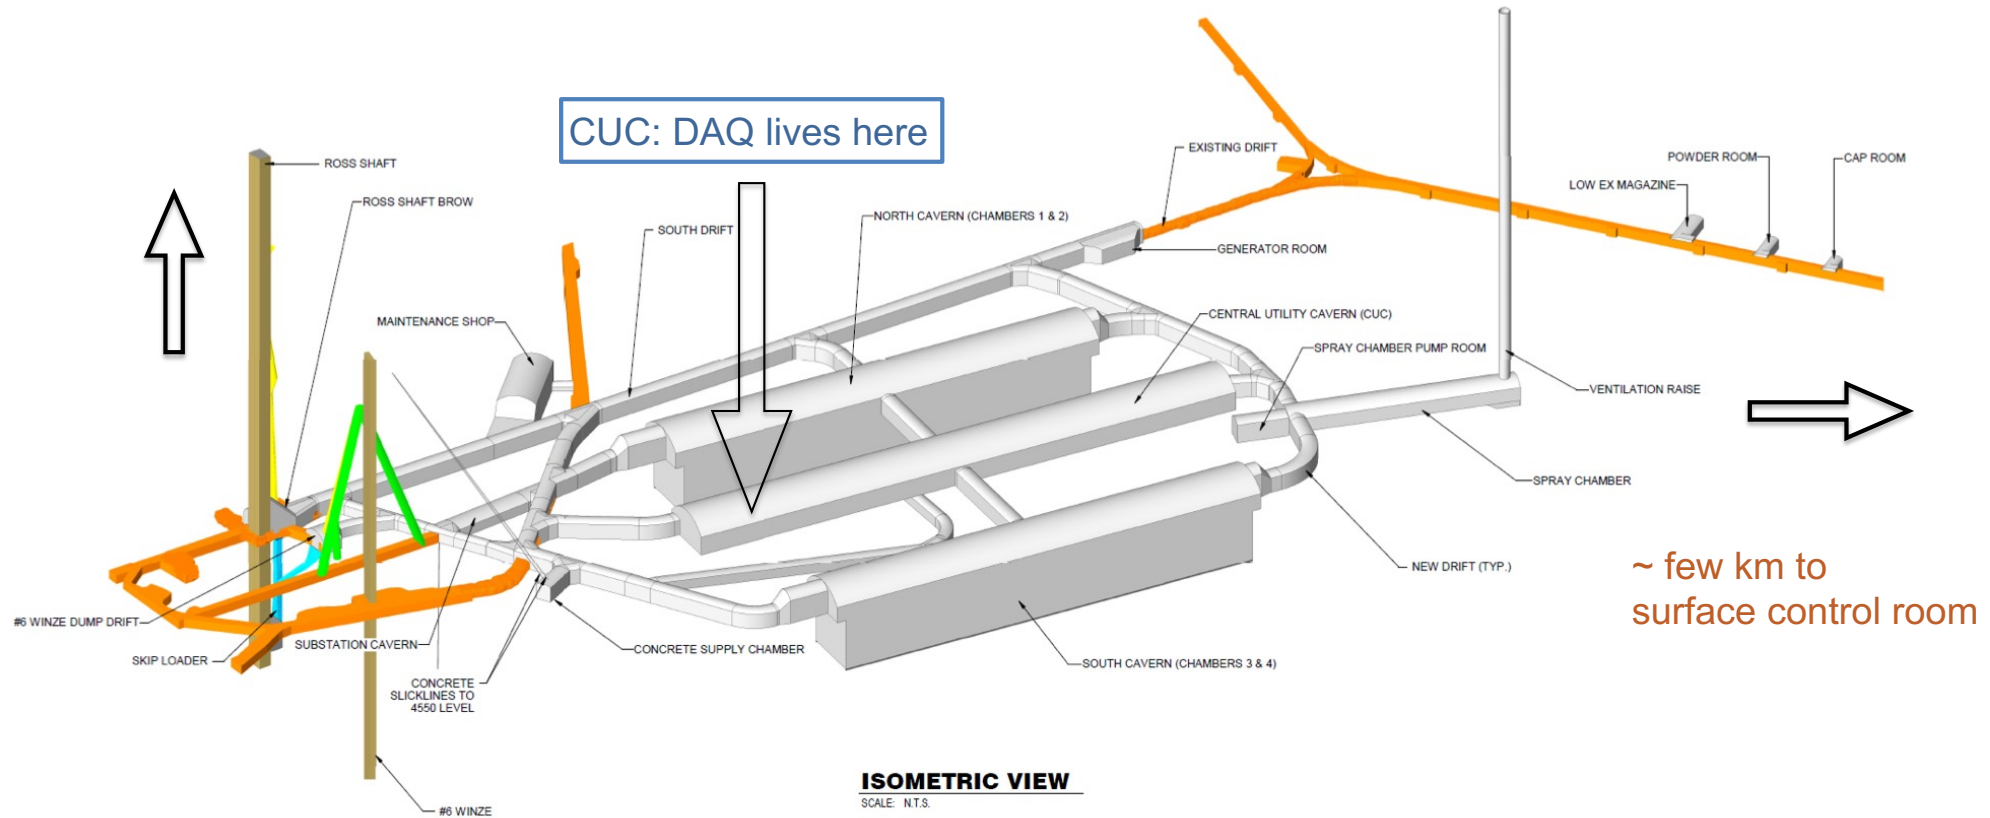 CUC: DAQ lives here
ROSS SHAFT
ROSS SHAFT BROW
SOUTH DRIFT
NORTH CAVERN (CHAMBERS 1 & 2)
EXISTING DRIFT
GENERATOR ROOM
POWDER ROOM
CAP ROOM
LOW EX MAGAZINE
MAINTENANCE SHOP
CENTRAL UTILITY CAVERN (CUC)
SPRAY CHAMBER PUMP ROOM
VENTILATION RAISE
SPRAY CHAMBER
NEW DRIFT (TYP.)
~ few km to
surface control room
#6 WINZE DUMP DRIFT
SKIP LOADER
SUBSTATION CAVERN
CONCRETE SUPPLY CHAMBER
SOUTH CAVERN (CHAMBERS 3 & 4)
CONCRETE
SLICKLINES TO
4550 LEVEL
#6 WINZE
ISOMETRIC VIEW
SCALE: N.T.S.